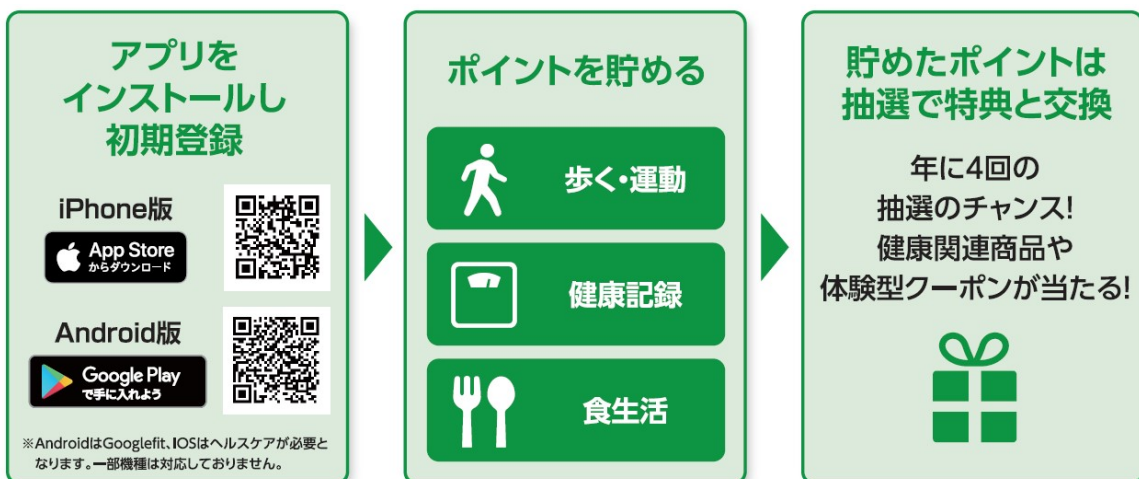 アプリを
インストールし
初期登録
iPhone版
App Store
からダウンロード
Android版
Google Play
で手に入れよう
※AndroidはGooglefit、IOSはヘルスケアが必要と
なります。一部機種は対応しておりません。
ポイントを貯める
歩く・運動
健康記録
食生活
貯めたポイントは
抽選で特典と交換
年に4回の
抽選のチャンス!
健康関連商品や
体験型クーポンが当たる!